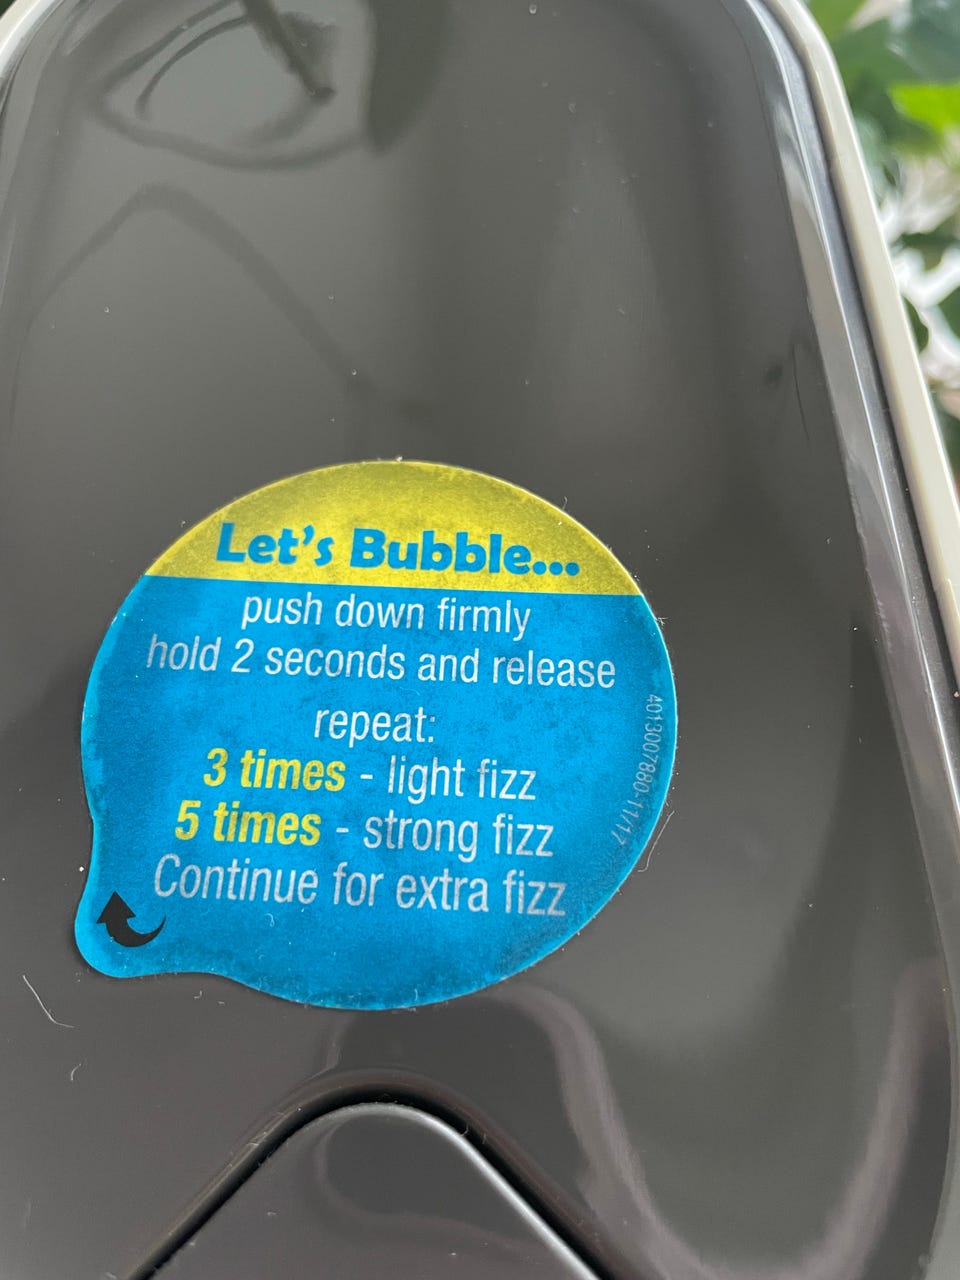 Let's Bubble...
push down firmly
hold 2 seconds and release
repeat:
3 times - light fizz
5 times - strong fizz
Continue for extra fizz
4013007880-11/17